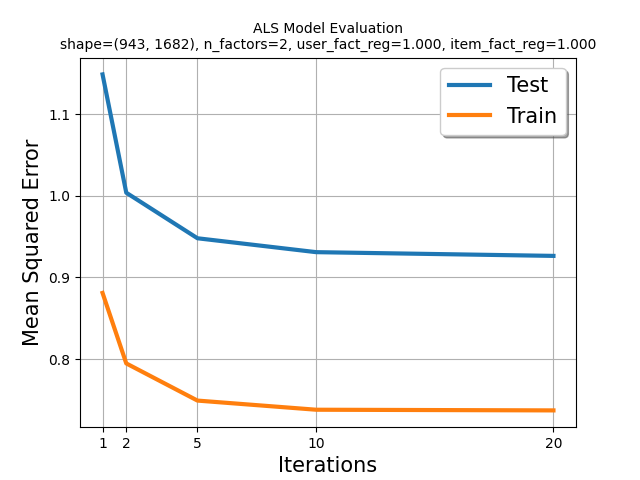 ALS Model Evaluation
shape=(943, 1682), n_factors=2, user_fact_reg=1.000, item_fact_reg=1.000
Test
Train
Mean Squared Error
1.1
1.0
0.9
0.8
1 2 5 10 20
Iterations